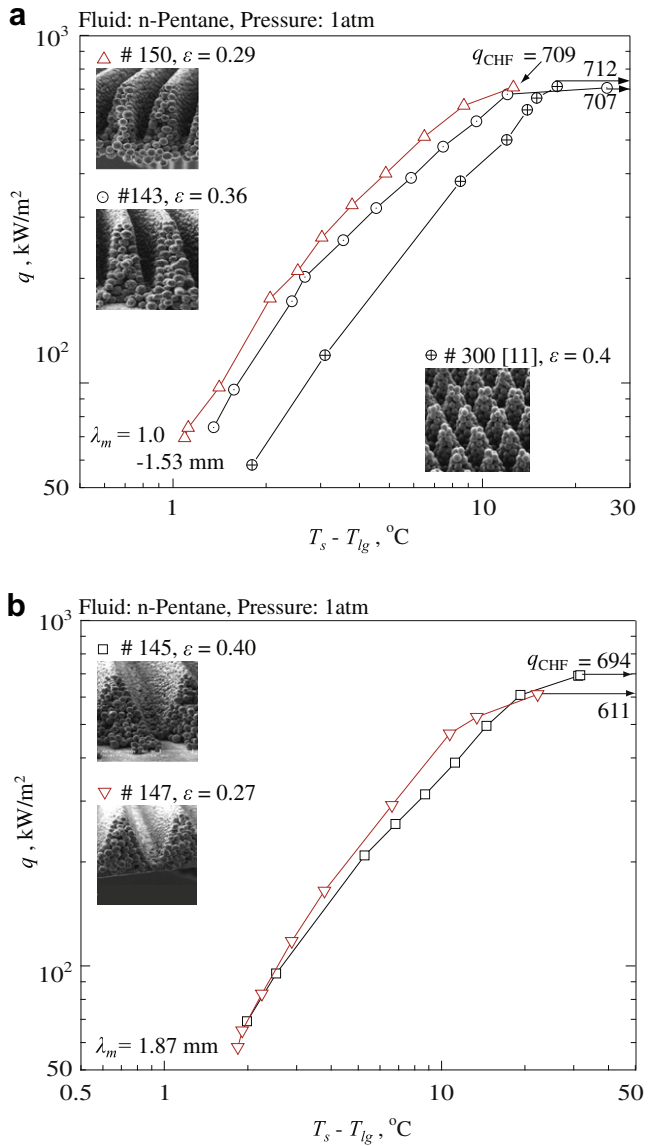 a
Fluid: n-Pentane, Pressure: 1atm
10³
# 150, ε = 0.29
q_CHF = 709
712
707
#143, ε = 0.36
q , kW/m²
10²
# 300 [11], ε = 0.4
λ_m = 1.0
-1.53 mm
50
1
10
30
T_s - T_lg , °C
b
Fluid: n-Pentane, Pressure: 1atm
10³
# 145, ε = 0.40
q_CHF = 694
611
# 147, ε = 0.27
q , kW/m²
10²
λ_m = 1.87 mm
50
0.5
1
10
50
T_s - T_lg , °C